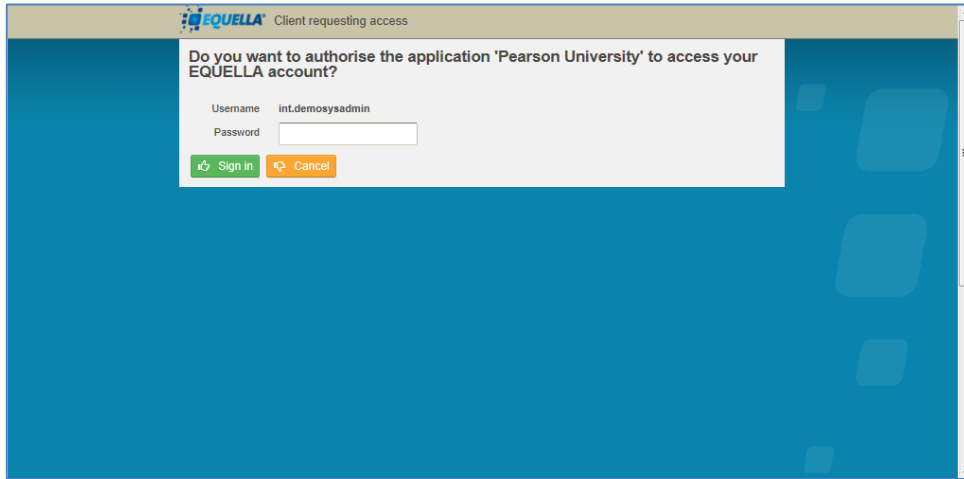 EQUELLA® Client requesting access
Do you want to authorise the application 'Pearson University' to access your
EQUELLA account?
Username int.demosysadmin
Password
Sign in Cancel